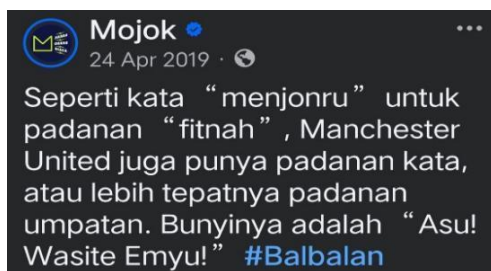 Mojok
24 Apr 2019 ·
Seperti kata “menjonru” untuk
padanan “fitnah”, Manchester
United juga punya padanan kata,
atau lebih tepatnya padanan
umpatan. Bunyinya adalah “Asu!
Wasite Emyu!” #Balbalan